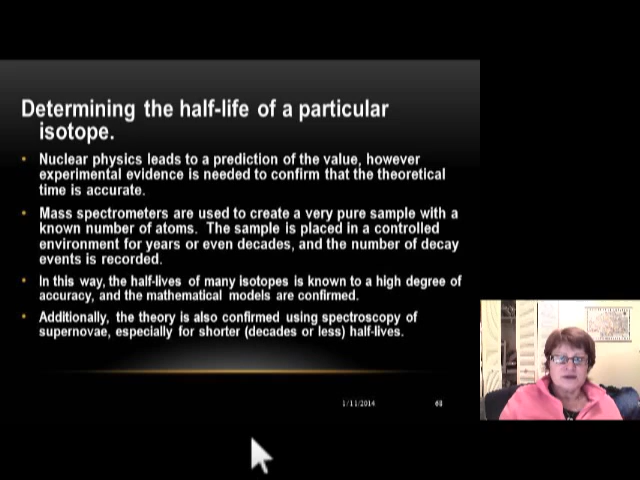 Determining the half-life of a particular
isotope.
• Nuclear physics leads to a prediction of the value, however
experimental evidence is needed to confirm that the theoretical
time is accurate.
• Mass spectrometers are used to create a very pure sample with a
known number of atoms. The sample is placed in a controlled
environment for years or even decades, and the number of decay
events is recorded.
• In this way, the half-lives of many isotopes is known to a high degree of
accuracy, and the mathematical models are confirmed.
• Additionally, the theory is also confirmed using spectroscopy of
supernovae, especially for shorter (decades or less) half-lives.
1/11/2014